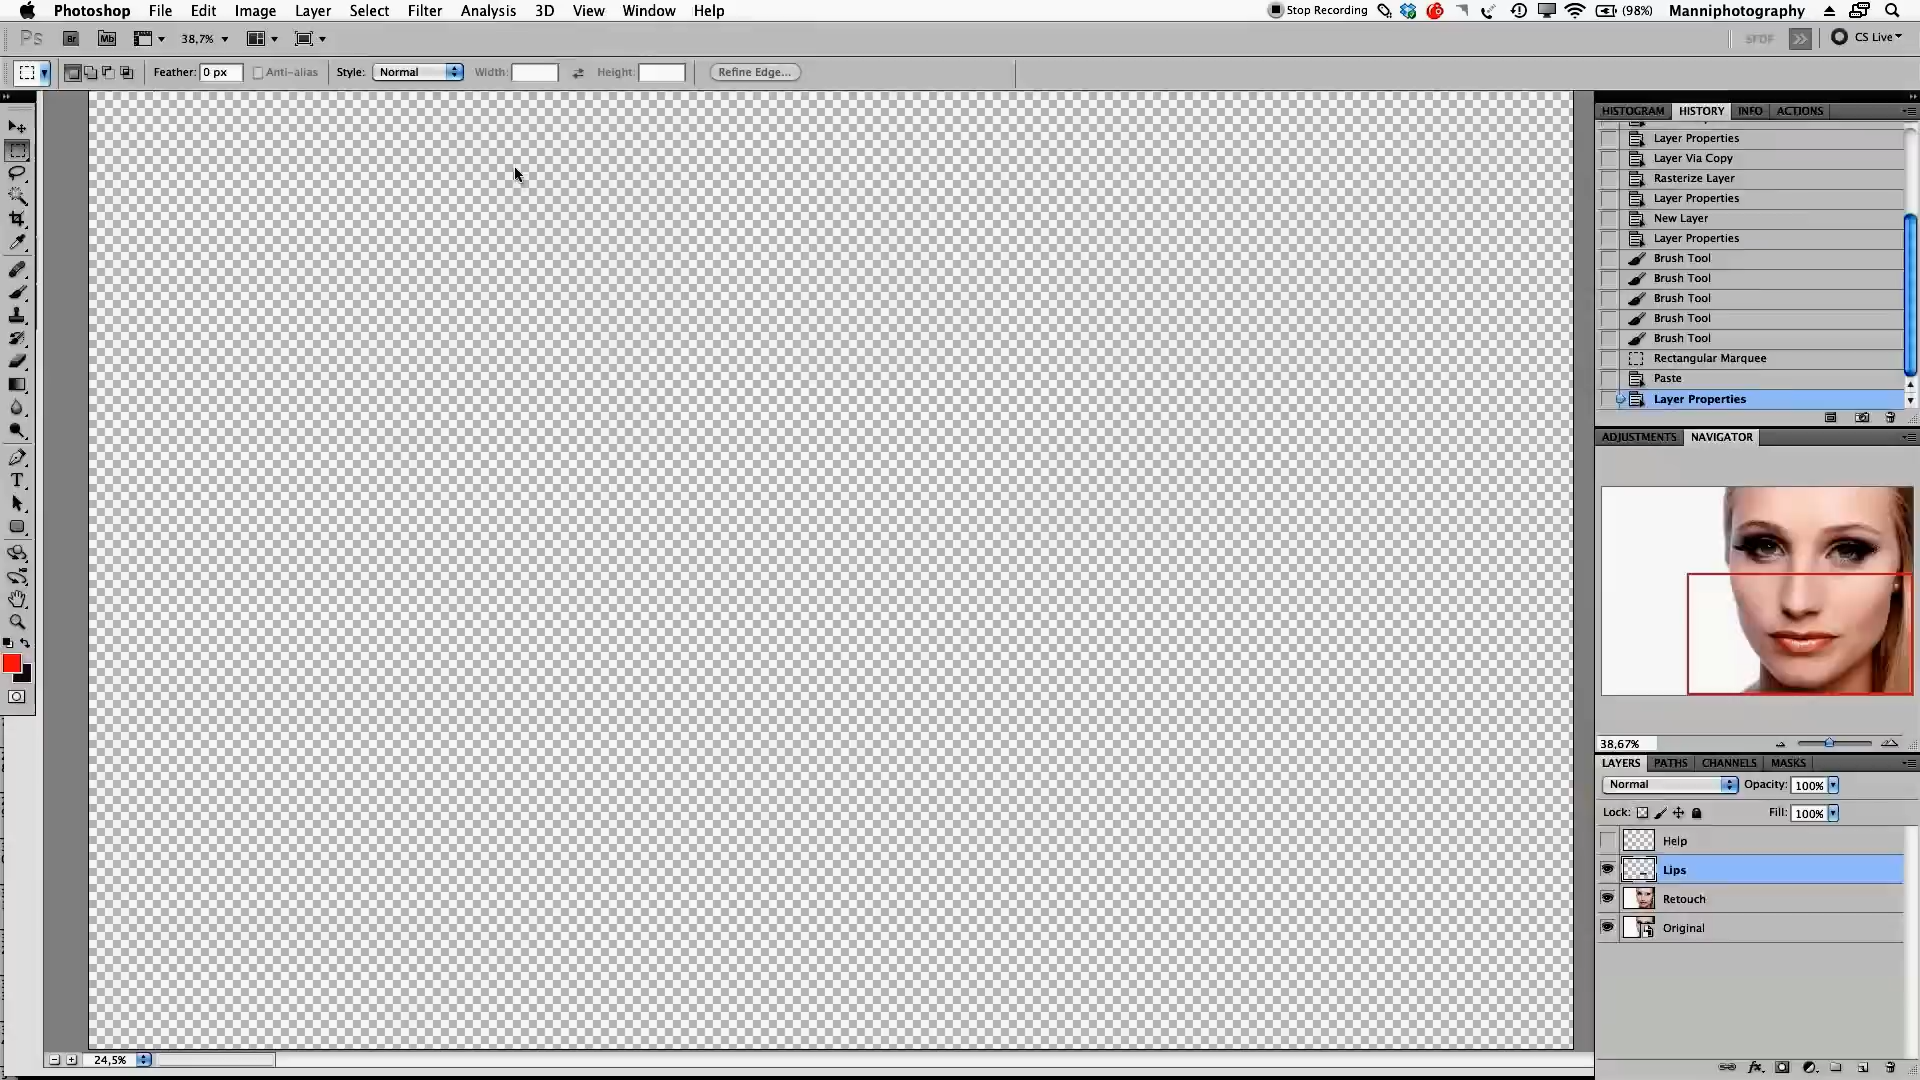 Photoshop File Edit Image Layer Select Filter Analysis 3D View Window Help Stop Recording (98%) Manniphotography
Ps Br Mb 38,7% CS Live
Feather: 0 px Anti-alias Style: Normal Width: Height: Refine Edge...
HISTOGRAM HISTORY INFO ACTIONS
Layer Properties
Layer Via Copy
Rasterize Layer
Layer Properties
New Layer
Layer Properties
Brush Tool
Brush Tool
Brush Tool
Brush Tool
Brush Tool
Rectangular Marquee
Paste
Layer Properties
ADJUSTMENTS NAVIGATOR
38,67%
LAYERS PATHS CHANNELS MASKS
Normal Opacity: 100%
Lock: Fill: 100%
Help
Lips
Retouch
Original
24,5%